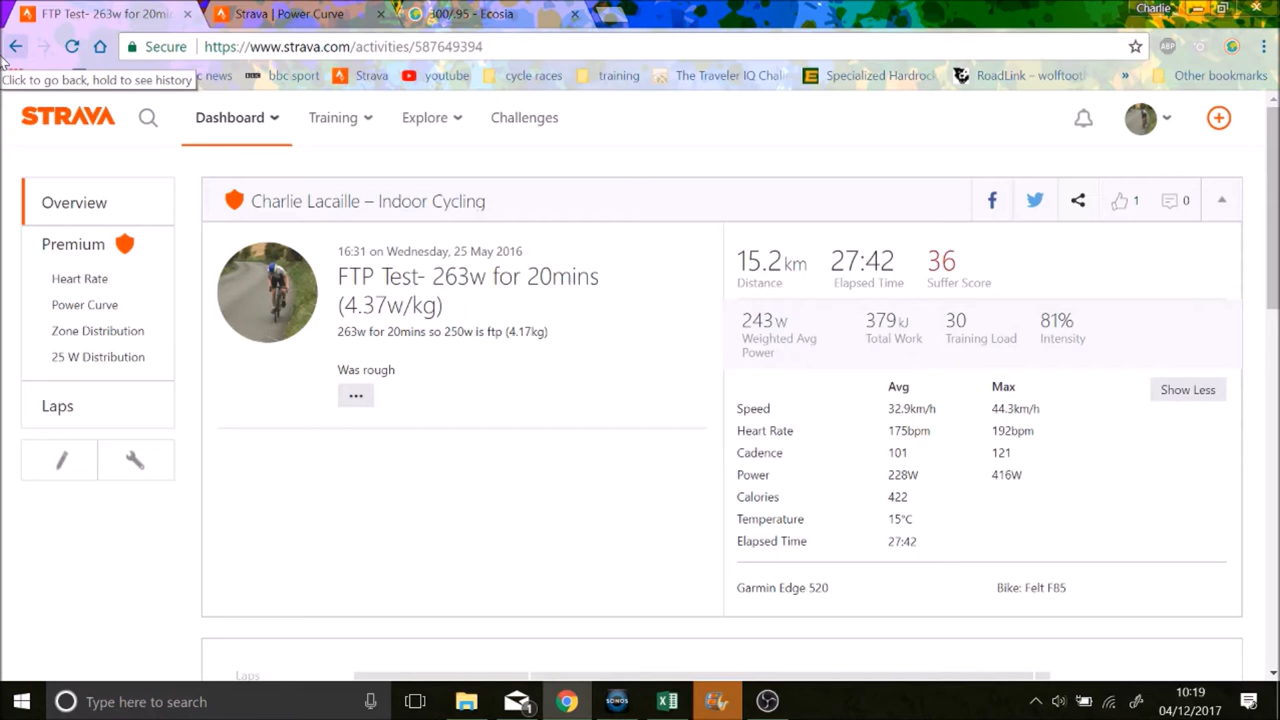 FTP Test- 263w for 20min
Strava | Power Curve
300/.95 - Ecosia
Charlie
Secure
https://www.strava.com/activities/587649394
ABP
Click to go back, hold to see history
c news
bbc sport
Strava
youtube
cycle races
training
The Traveler IQ Chal
Specialized Hardroc
RoadLink – wolftoot
»
Other bookmarks
STRAVA
Dashboard
Training
Explore
Challenges
Overview
Premium
Heart Rate
Power Curve
Zone Distribution
25 W Distribution
Laps
Charlie Lacaille – Indoor Cycling
1
0
16:31 on Wednesday, 25 May 2016
FTP Test- 263w for 20mins
(4.37w/kg)
263w for 20mins so 250w is ftp (4.17kg)
Was rough
15.2km
27:42
36
Distance
Elapsed Time
Suffer Score
243W
379kJ
30
81%
Weighted Avg
Power
Total Work
Training Load
Intensity
Avg
Max
Show Less
Speed
32.9km/h
44.3km/h
Heart Rate
175bpm
192bpm
Cadence
101
121
Power
228W
416W
Calories
422
Temperature
15°C
Elapsed Time
27:42
Garmin Edge 520
Bike: Felt F85
Laps
Type here to search
1
SONOS
10:19
04/12/2017